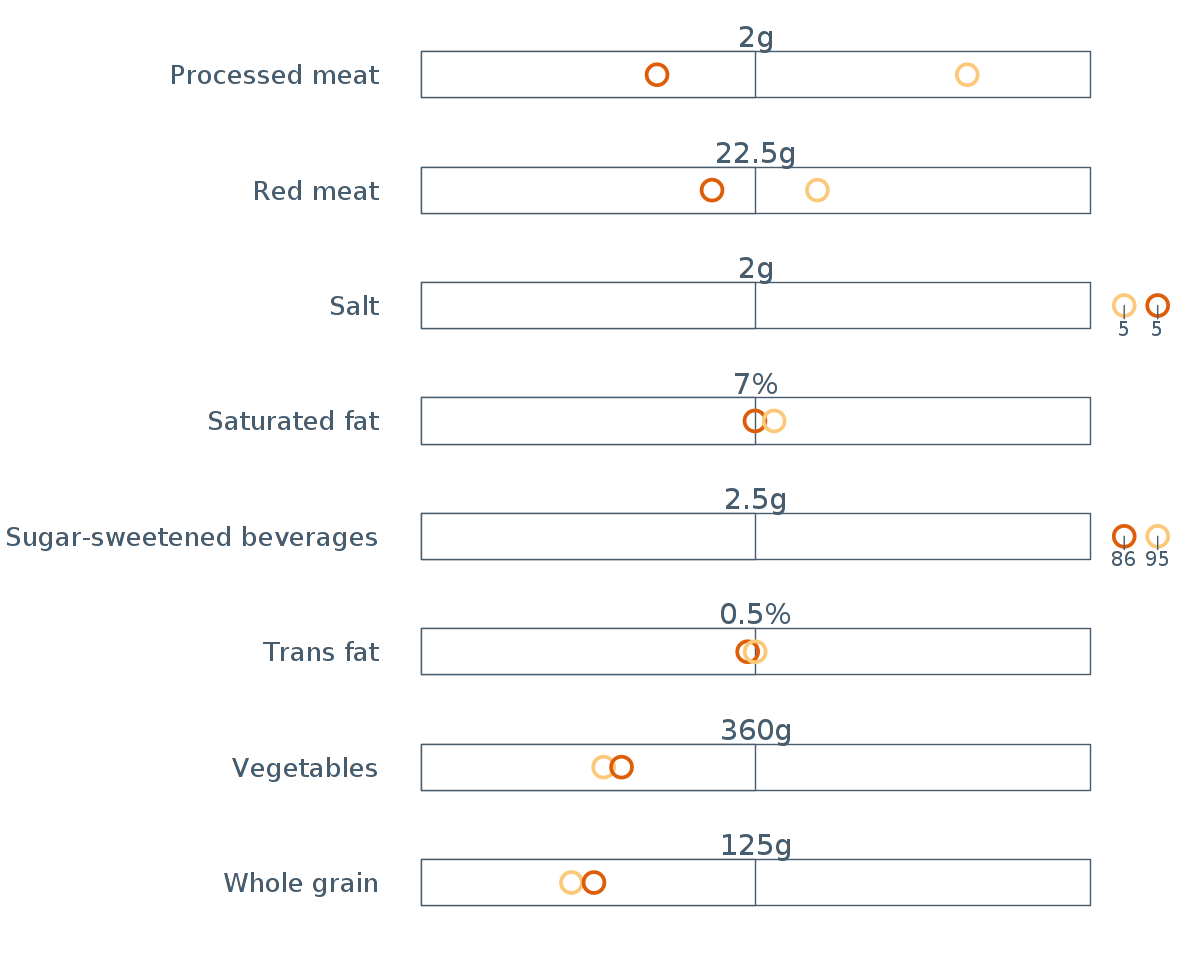 2g
Processed meat
22.5g
Red meat
2g
Salt
5 5
7%
Saturated fat
2.5g
Sugar-sweetened beverages
86 95
0.5%
Trans fat
360g
Vegetables
125g
Whole grain